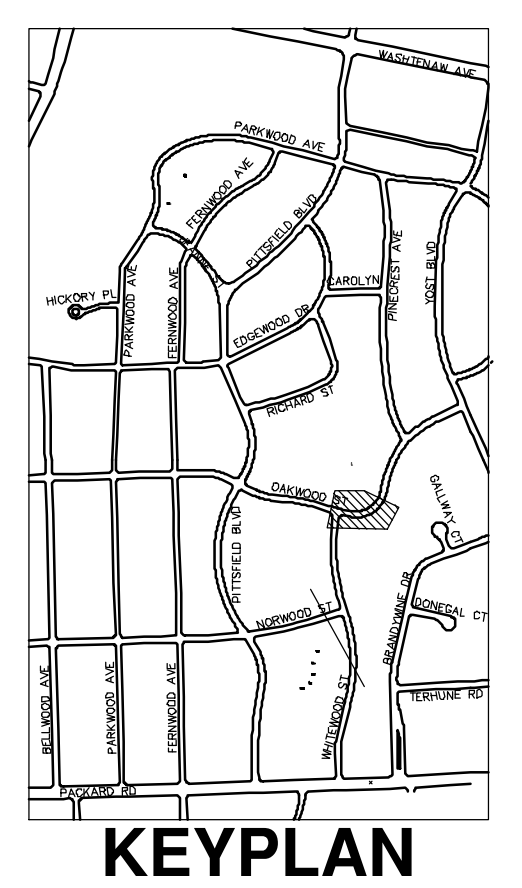 WASHTENAW AVE
PARKWOOD AVE
FERNWOOD AVE
PITTSFIELD BLVD
CAROLYN
PINECREST AVE
YOST BLVD
HICKORY PL
PARKWOOD AVE
FERNWOOD AVE
EDGEWOOD DR
RICHARD ST
OAKWOOD ST
GALLWAY CT
PITTSFIELD BLVD
NORWOOD ST
BRANDYWINE DR
DONEGAL CT
BELLWOOD AVE
PARKWOOD AVE
FERNWOOD AVE
WHITEWOOD ST
TERHUNE RD
PACKARD RD
KEYPLAN